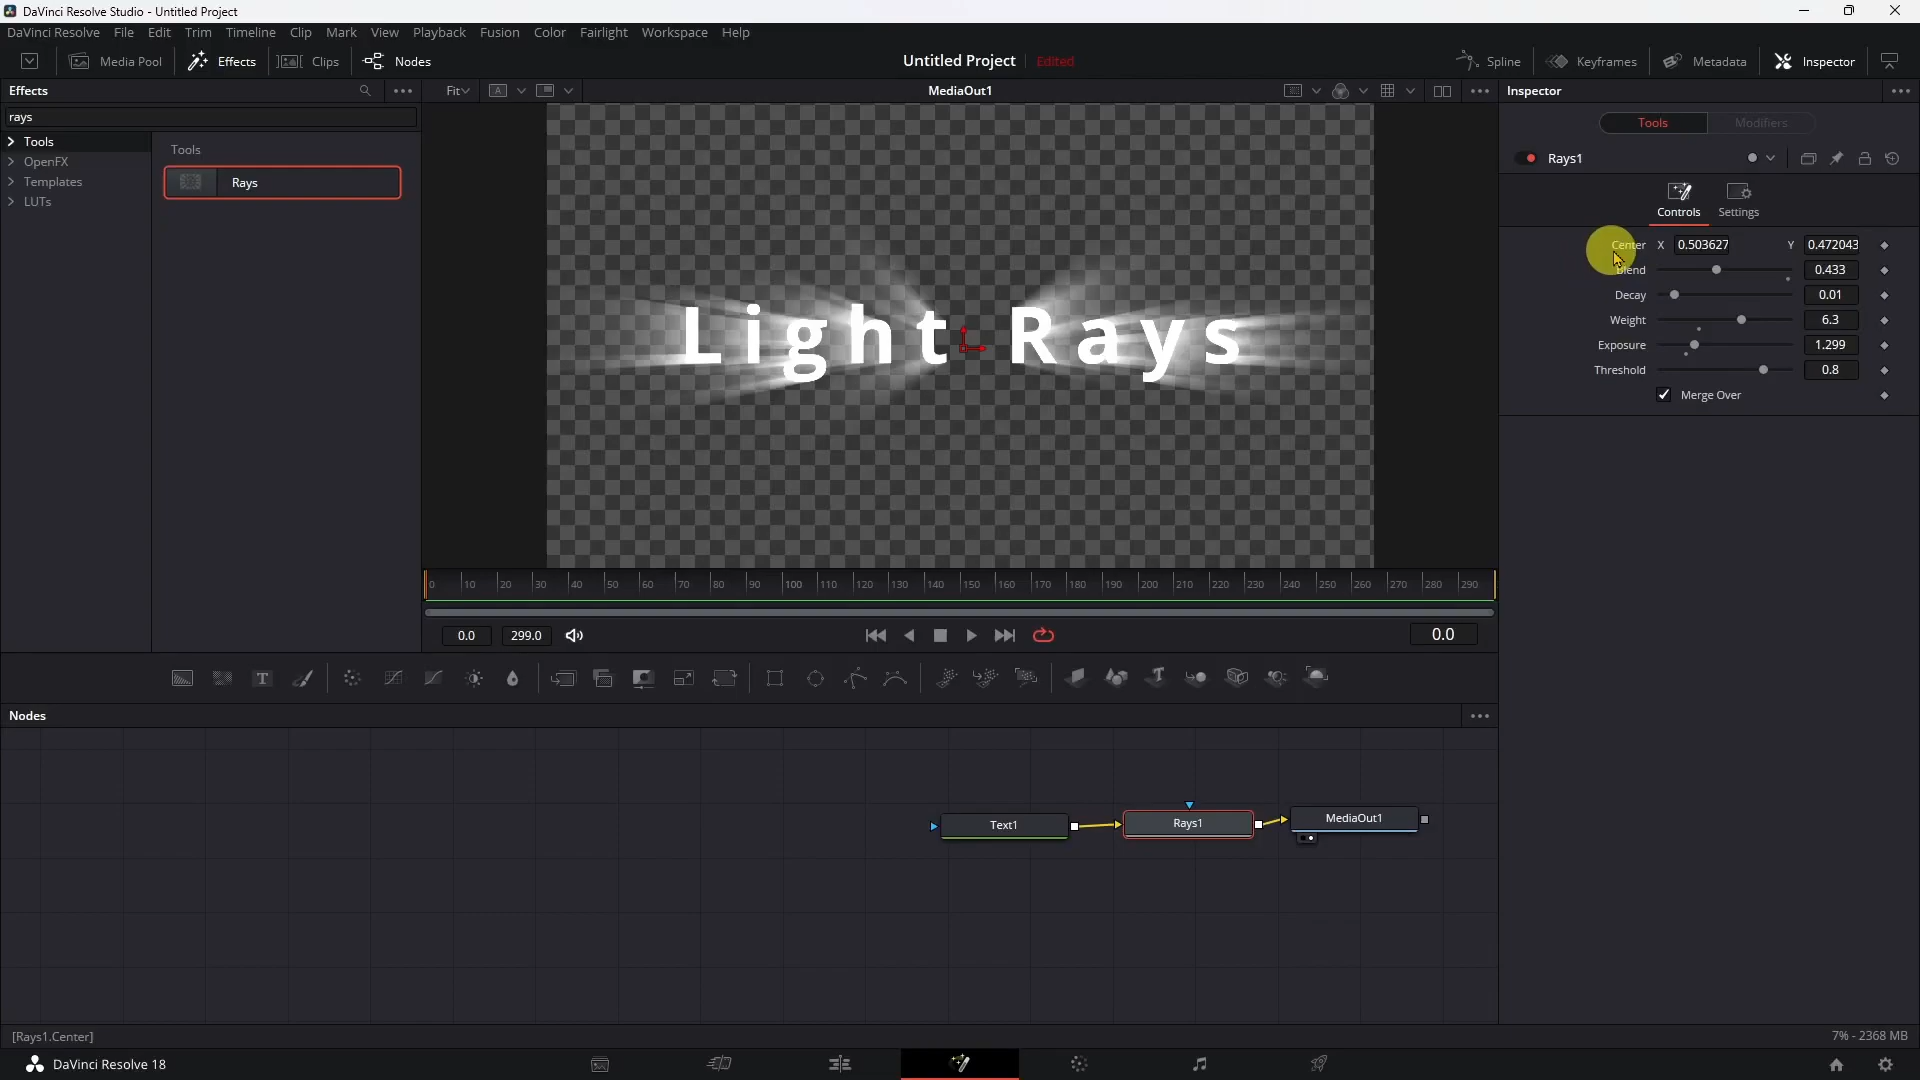 DaVinci Resolve Studio - Untitled Project
DaVinci Resolve File Edit Trim Timeline Clip Mark View Playback Fusion Color Fairlight Workspace Help
Media Pool Effects Clips Nodes Untitled Project Edited Spline Keyframes Metadata Inspector
Effects Fit A MediaOut1 Inspector
rays
Tools Modifiers
Tools
OpenFX
Templates
LUTs
Tools
Rays
Rays1
Controls Settings
Center X 0.503627 Y 0.472043
Blend 0.433
Decay 0.01
Weight 6.3
Exposure 1.299
Threshold 0.8
Merge Over
Light Rays
0 10 20 30 40 50 60 70 80 90 100 110 120 130 140 150 160 170 180 190 200 210 220 230 240 250 260 270 280 290
0.0 299.0 0.0
T T
Nodes
Text1 Rays1 MediaOut1
[Rays1.Center] 7% - 2368 MB
DaVinci Resolve 18